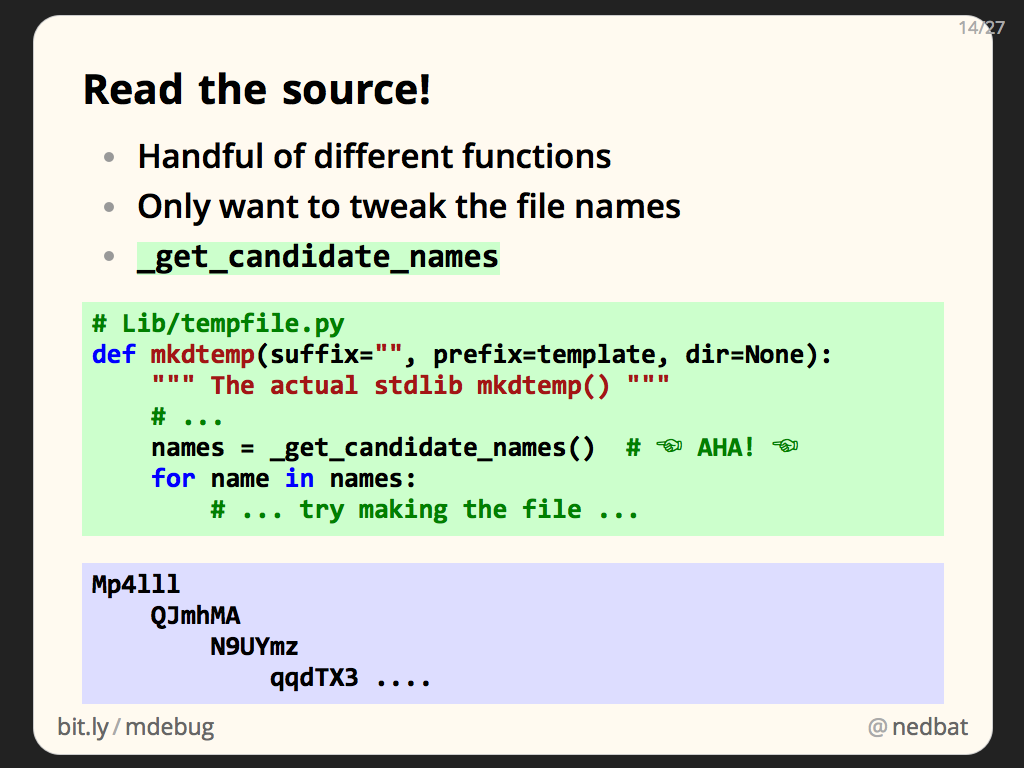 14/27
Read the source!
• Handful of different functions
• Only want to tweak the file names
• _get_candidate_names
# Lib/tempfile.py
def mkdtemp(suffix="", prefix=template, dir=None):
    """ The actual stdlib mkdtemp() """
    # ...
    names = _get_candidate_names()  # ☜ AHA! ☜
    for name in names:
        # ... try making the file ...
Mp4lll
    QJmhMA
        N9UYmz
            qqdTX3 ....
bit.ly/mdebug
@nedbat